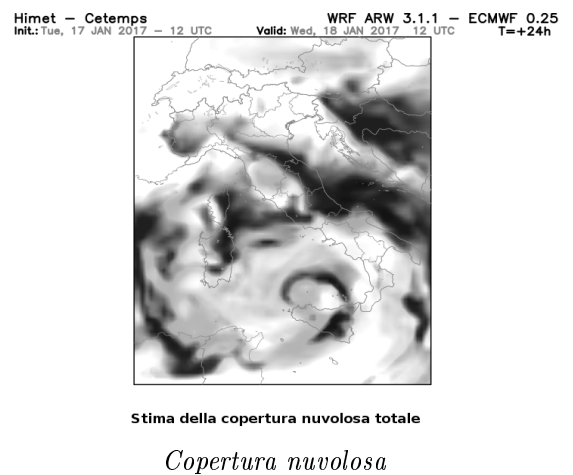 Himet – Cetemps WRF ARW 3.1.1 – ECMWF 0.25
Init.: Tue, 17 JAN 2017 – 12 UTC Valid: Wed, 18 JAN 2017 12 UTC T=+24h
Stima della copertura nuvolosa totale
Copertura nuvolosa